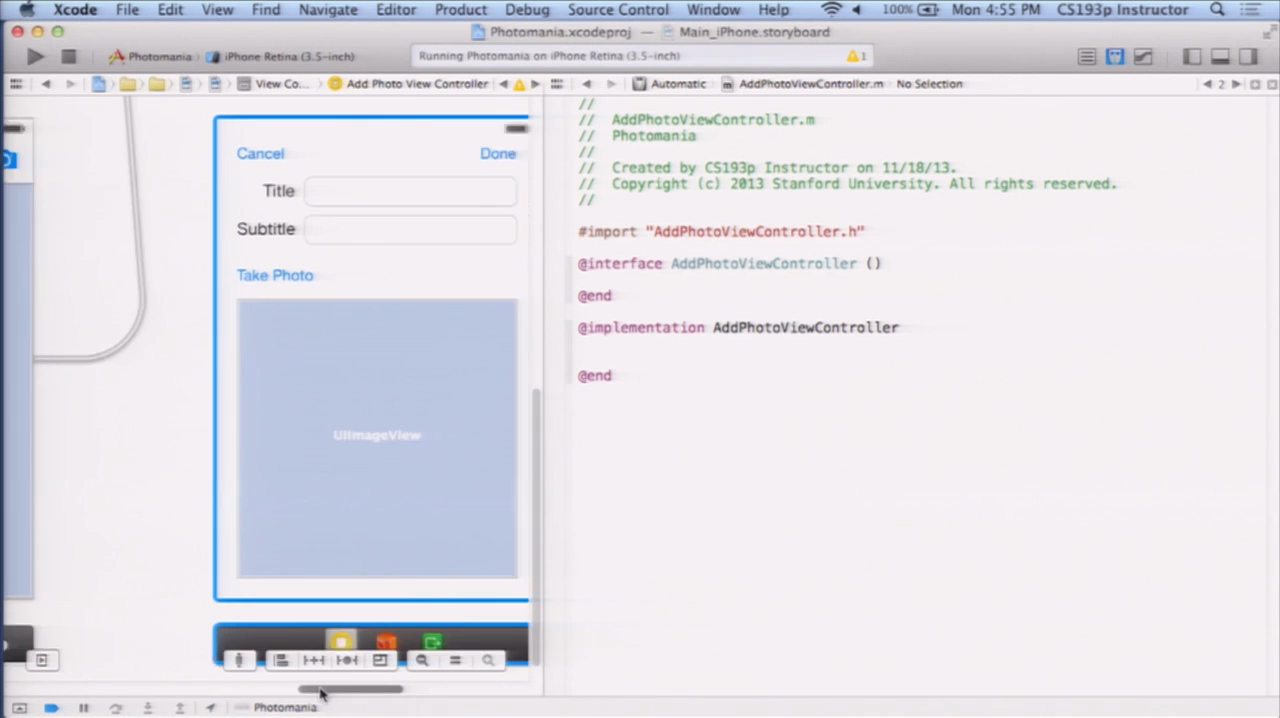 Xcode File Edit View Find Navigate Editor Product Debug Source Control Window Help 100% Mon 4:55 PM CS193p Instructor
Photomania.xcodeproj — Main_iPhone.storyboard
Photomania iPhone Retina (3.5-inch) Running Photomania on iPhone Retina (3.5-inch) 1
View Co... Add Photo View Controller Automatic AddPhotoViewController.m No Selection 2
Cancel Done
Title
Subtitle
Take Photo
UIImageView
//
// AddPhotoViewController.m
// Photomania
//
// Created by CS193p Instructor on 11/18/13.
// Copyright (c) 2013 Stanford University. All rights reserved.
//
#import "AddPhotoViewController.h"
@interface AddPhotoViewController ()
@end
@implementation AddPhotoViewController
@end
Photomania